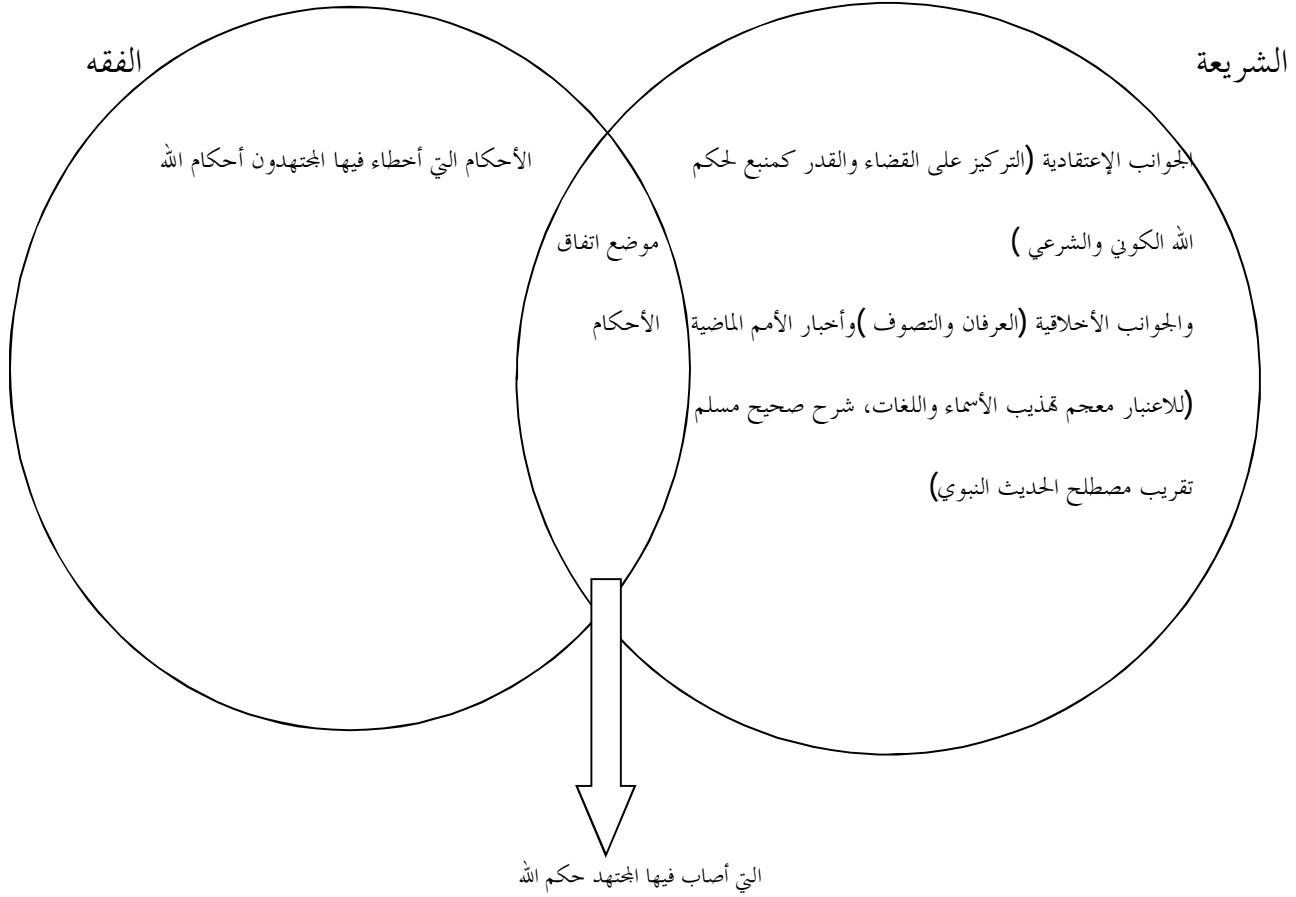 الشريعة
الفقه
الجوانب الإعتقادية (التركيز على القضاء والقدر كمنبع لحكم
الله الكوني والشرعي )
والجوانب الأخلاقية (العرفان والتصوف )وأخبار الأمم الماضية
(للاعنبار معجم تهذيب الأسماء واللغات، شرح صحيح مسلم
تقريب مصطلح الحديث النبوي)
موضع اتفاق
الأحكام
الأحكام التي أخطاء فيها المجتهدون أحكام الله
التي أصاب فيها المجتهد حكم الله